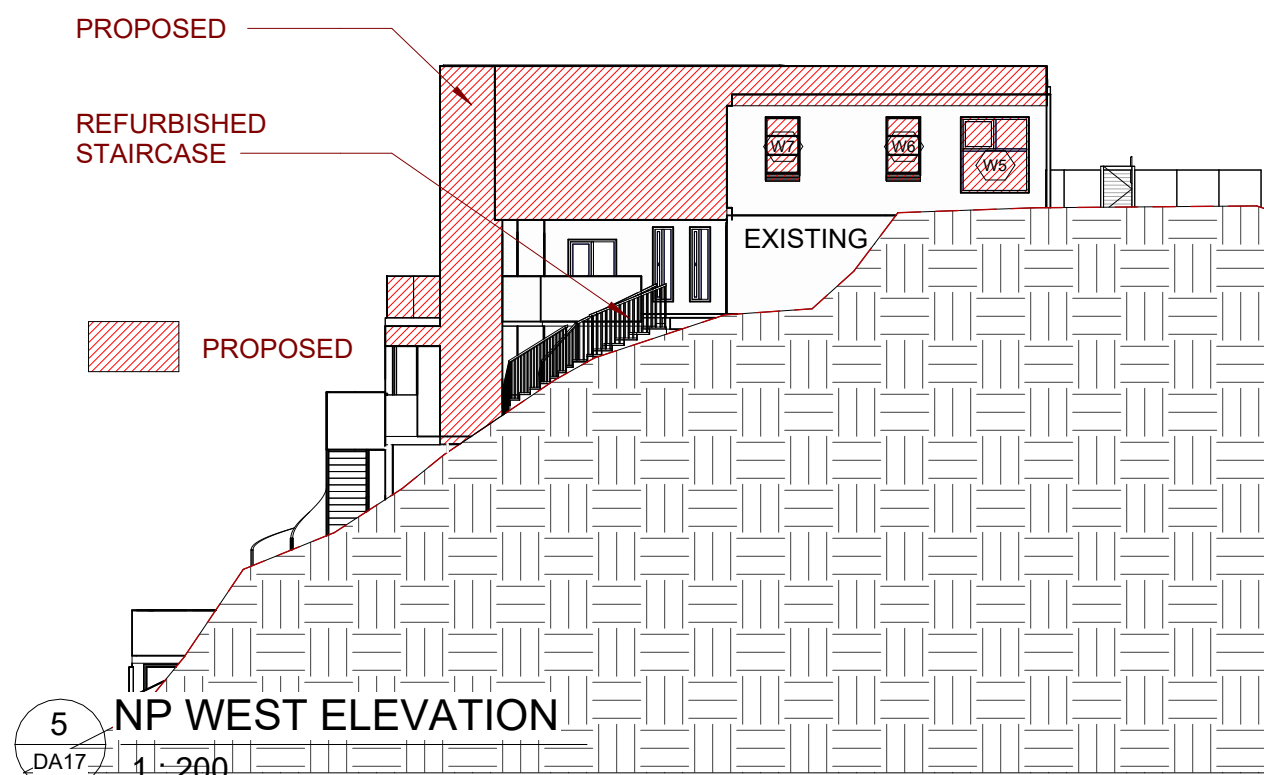 PROPOSED
REFURBISHED
STAIRCASE
W7
W6
W5
EXISTING
PROPOSED
5
DA17
NP WEST ELEVATION
1 : 200